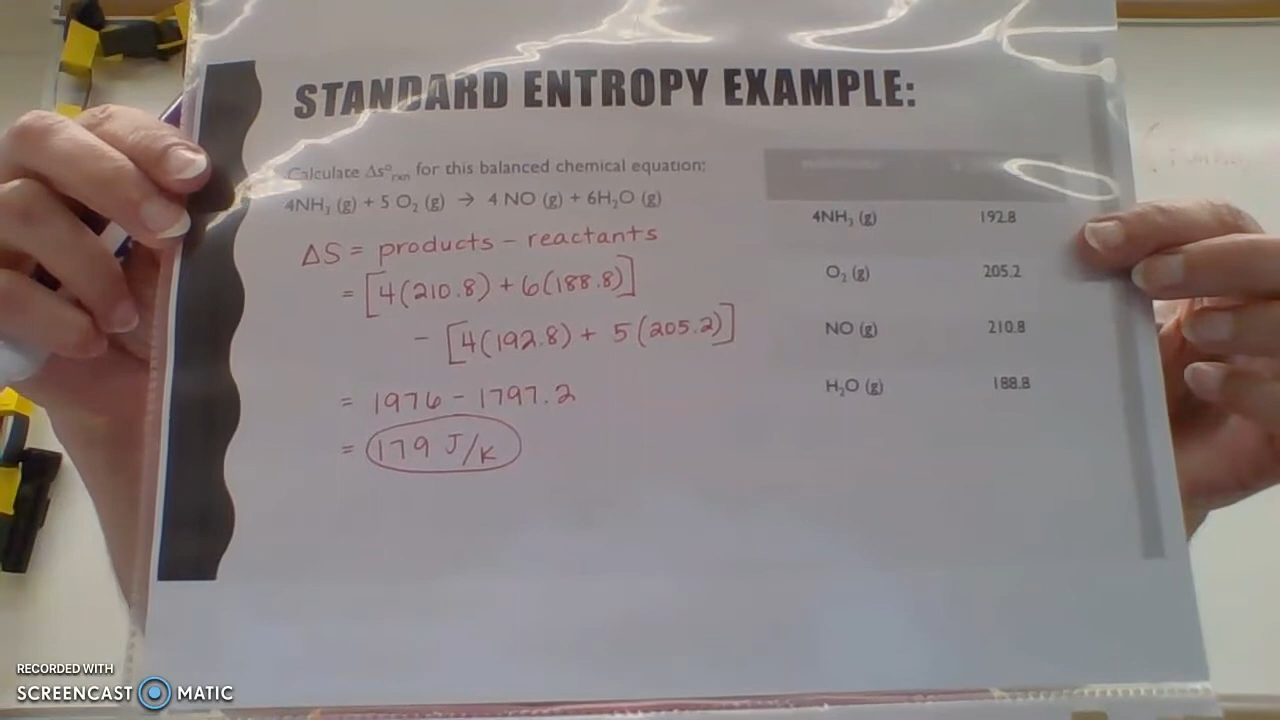 STANDARD ENTROPY EXAMPLE:
Calculate Δs°rxn for this balanced chemical equation:
4NH₃ (g) + 5 O₂ (g) → 4 NO (g) + 6H₂O (g)
ΔS = products - reactants
= [4(210.8) + 6(188.8)]
- [4(192.8) + 5(205.2)]
= 1976 - 1797.2
= 179 J/K
4NH₃ (g) 192.8
O₂ (g) 205.2
NO (g) 210.8
H₂O (g) 188.8
RECORDED WITH
SCREENCAST MATIC